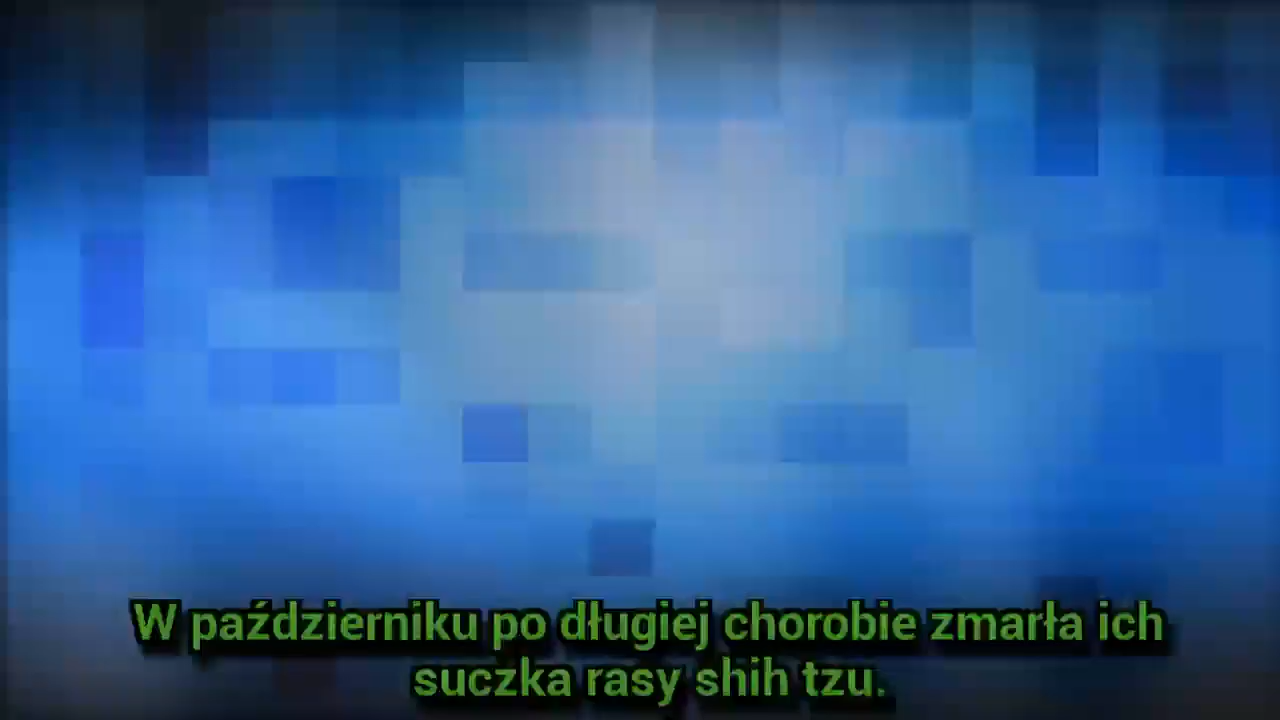 W październiku po długiej chorobie zmarła ich
suczka rasy shih tzu.